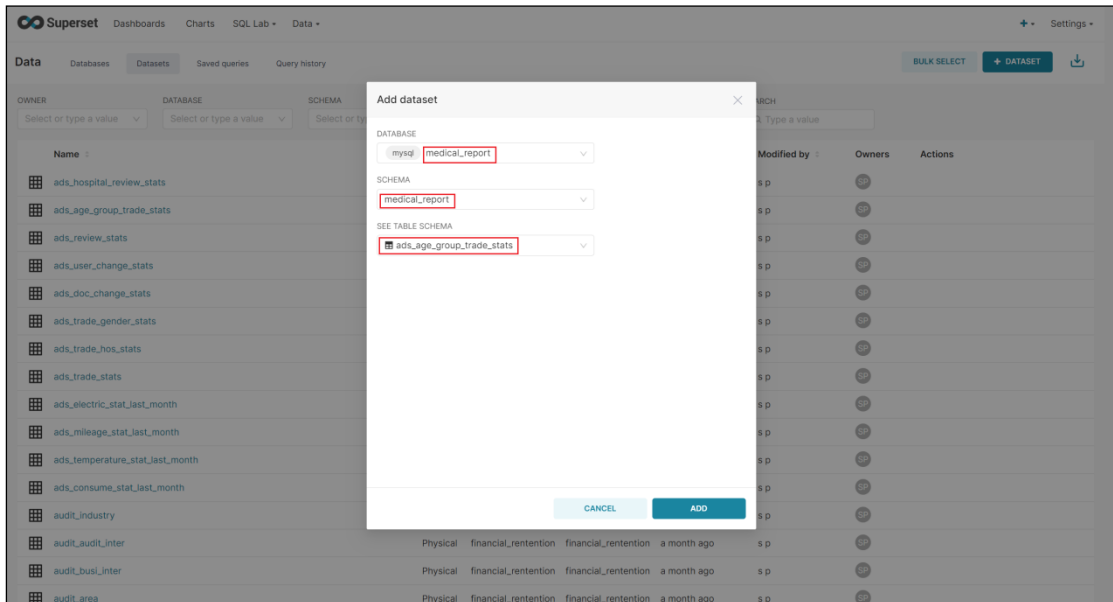 Superset Dashboards Charts SQL Lab Data + Settings
Data Databases Datasets Saved queries Query history BULK SELECT + DATASET
OWNER DATABASE SCHEMA
Select or type a value Select or type a value Type a value
Add dataset
DATABASE
mysql medical_report
SCHEMA
medical_report
SEE TABLE SCHEMA
ads_age_group_trade_stats
CANCEL ADD
Name Modified by Owners Actions
ads_hospital_review_stats s p SP
ads_age_group_trade_stats s p SP
ads_review_stats s p SP
ads_user_change_stats s p SP
ads_doc_change_stats s p SP
ads_trade_gender_stats s p SP
ads_trade_hos_stats s p SP
ads_trade_stats s p SP
ads_electric_stat_last_month s p SP
ads_mileage_stat_last_month s p SP
ads_temperature_stat_last_month s p SP
ads_consume_stat_last_month s p SP
audit_industry s p SP
audit_audit_inter Physical financial_rentention financial_rentention a month ago s p SP
audit_busi_inter Physical financial_rentention financial_rentention a month ago s p SP
audit_area Physical financial_rentention financial_rentention a month ago s p SP